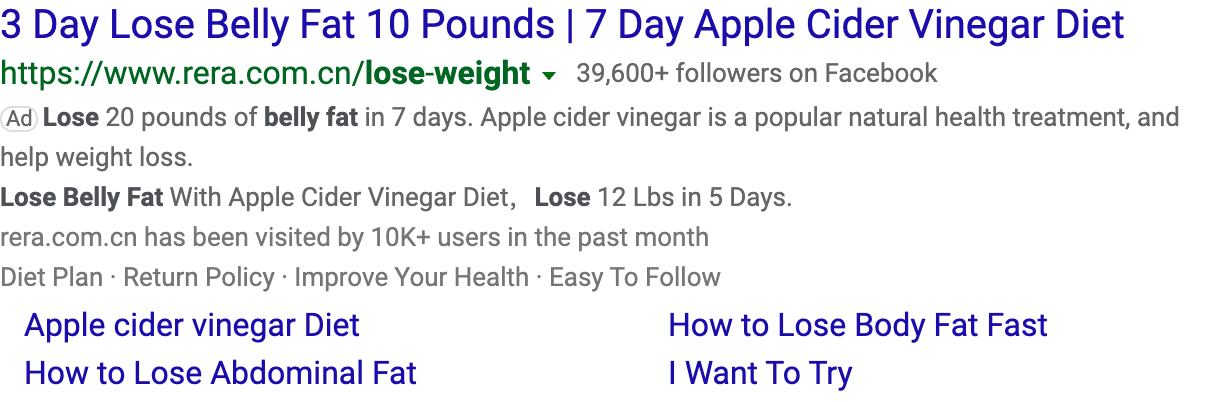 3 Day Lose Belly Fat 10 Pounds | 7 Day Apple Cider Vinegar Diet
https://www.rera.com.cn/lose-weight 39,600+ followers on Facebook
Ad Lose 20 pounds of belly fat in 7 days. Apple cider vinegar is a popular natural health treatment, and
help weight loss.
Lose Belly Fat With Apple Cider Vinegar Diet， Lose 12 Lbs in 5 Days.
rera.com.cn has been visited by 10K+ users in the past month
Diet Plan · Return Policy · Improve Your Health · Easy To Follow
Apple cider vinegar Diet How to Lose Body Fat Fast
How to Lose Abdominal Fat I Want To Try